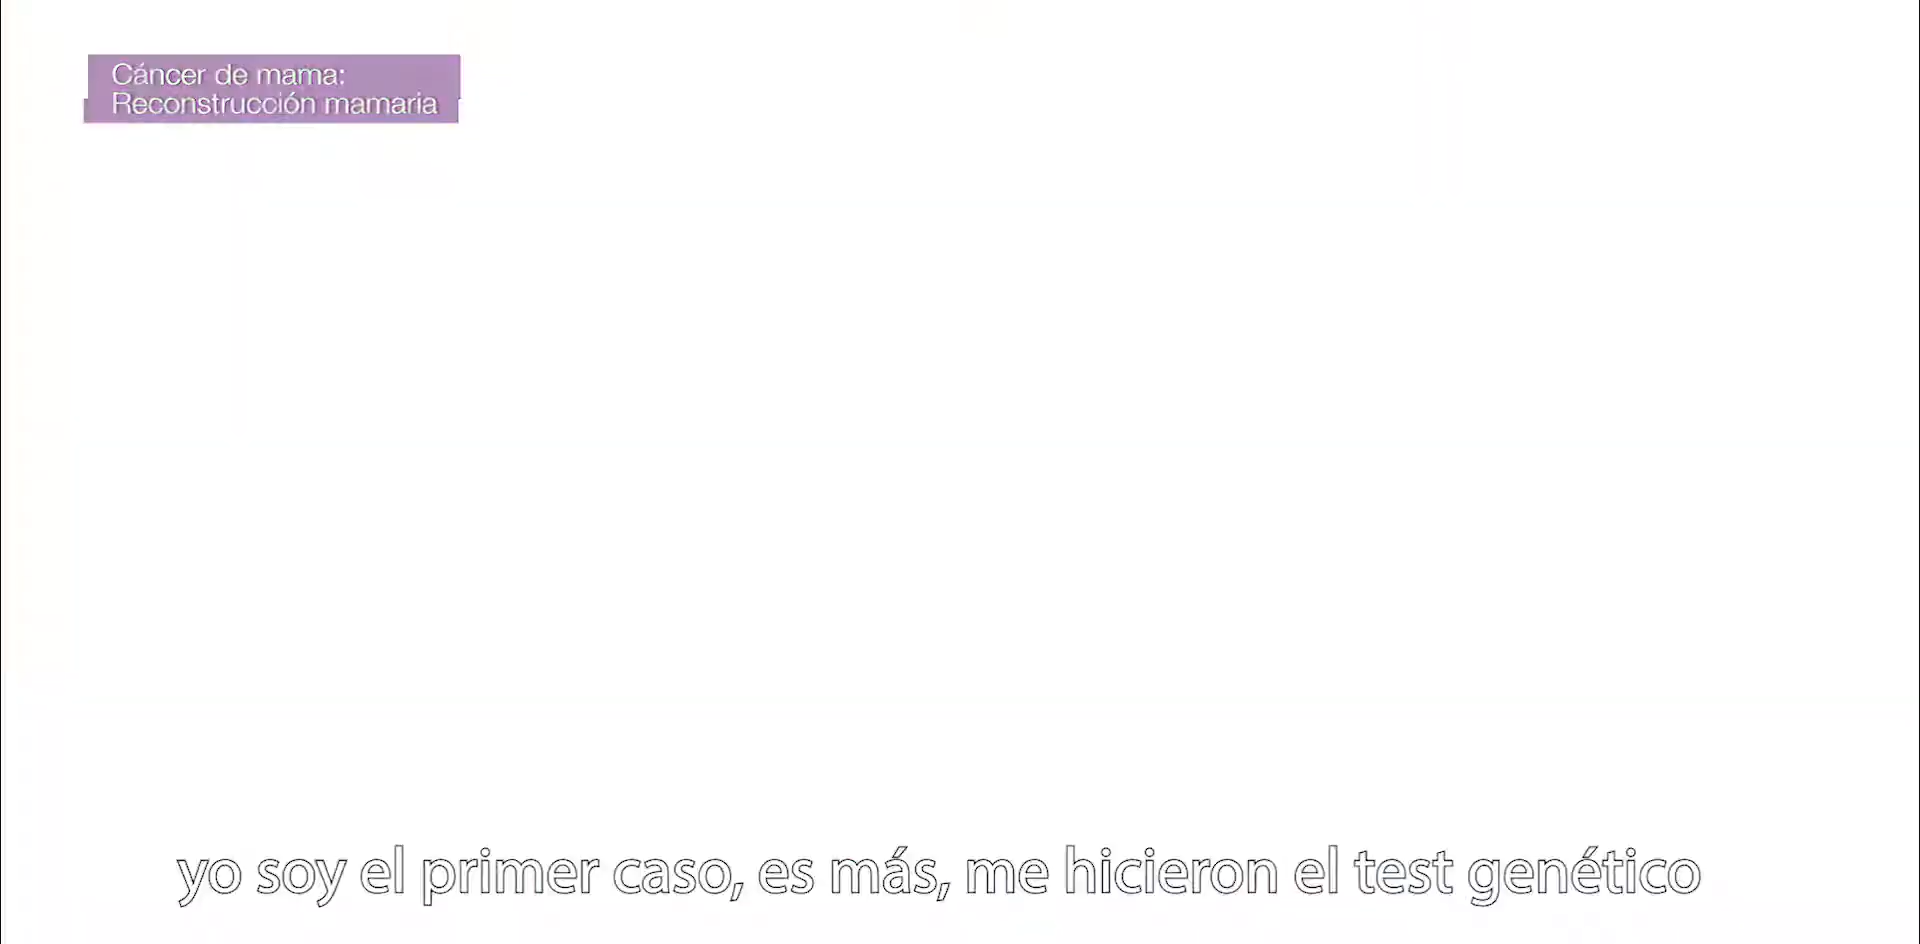 Cáncer de mama:
Reconstrucción mamaria
yo soy el primer caso, es más, me hicieron el test genético